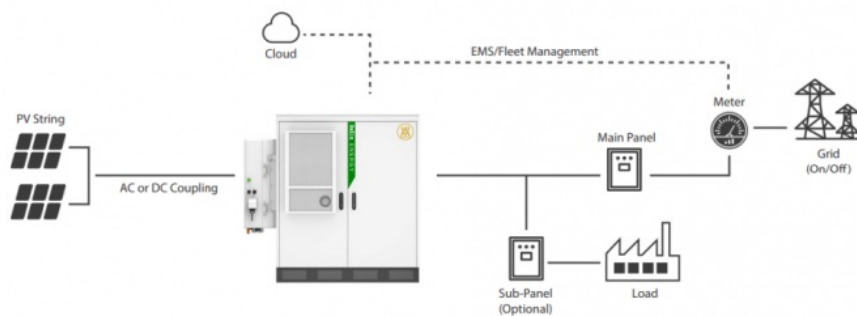 Cloud
EMS/Fleet Management
PV String
Meter
Main Panel
AC or DC Coupling
Grid
(On/Off)
ENERGY
Sub-Panel
(Optional)
Load